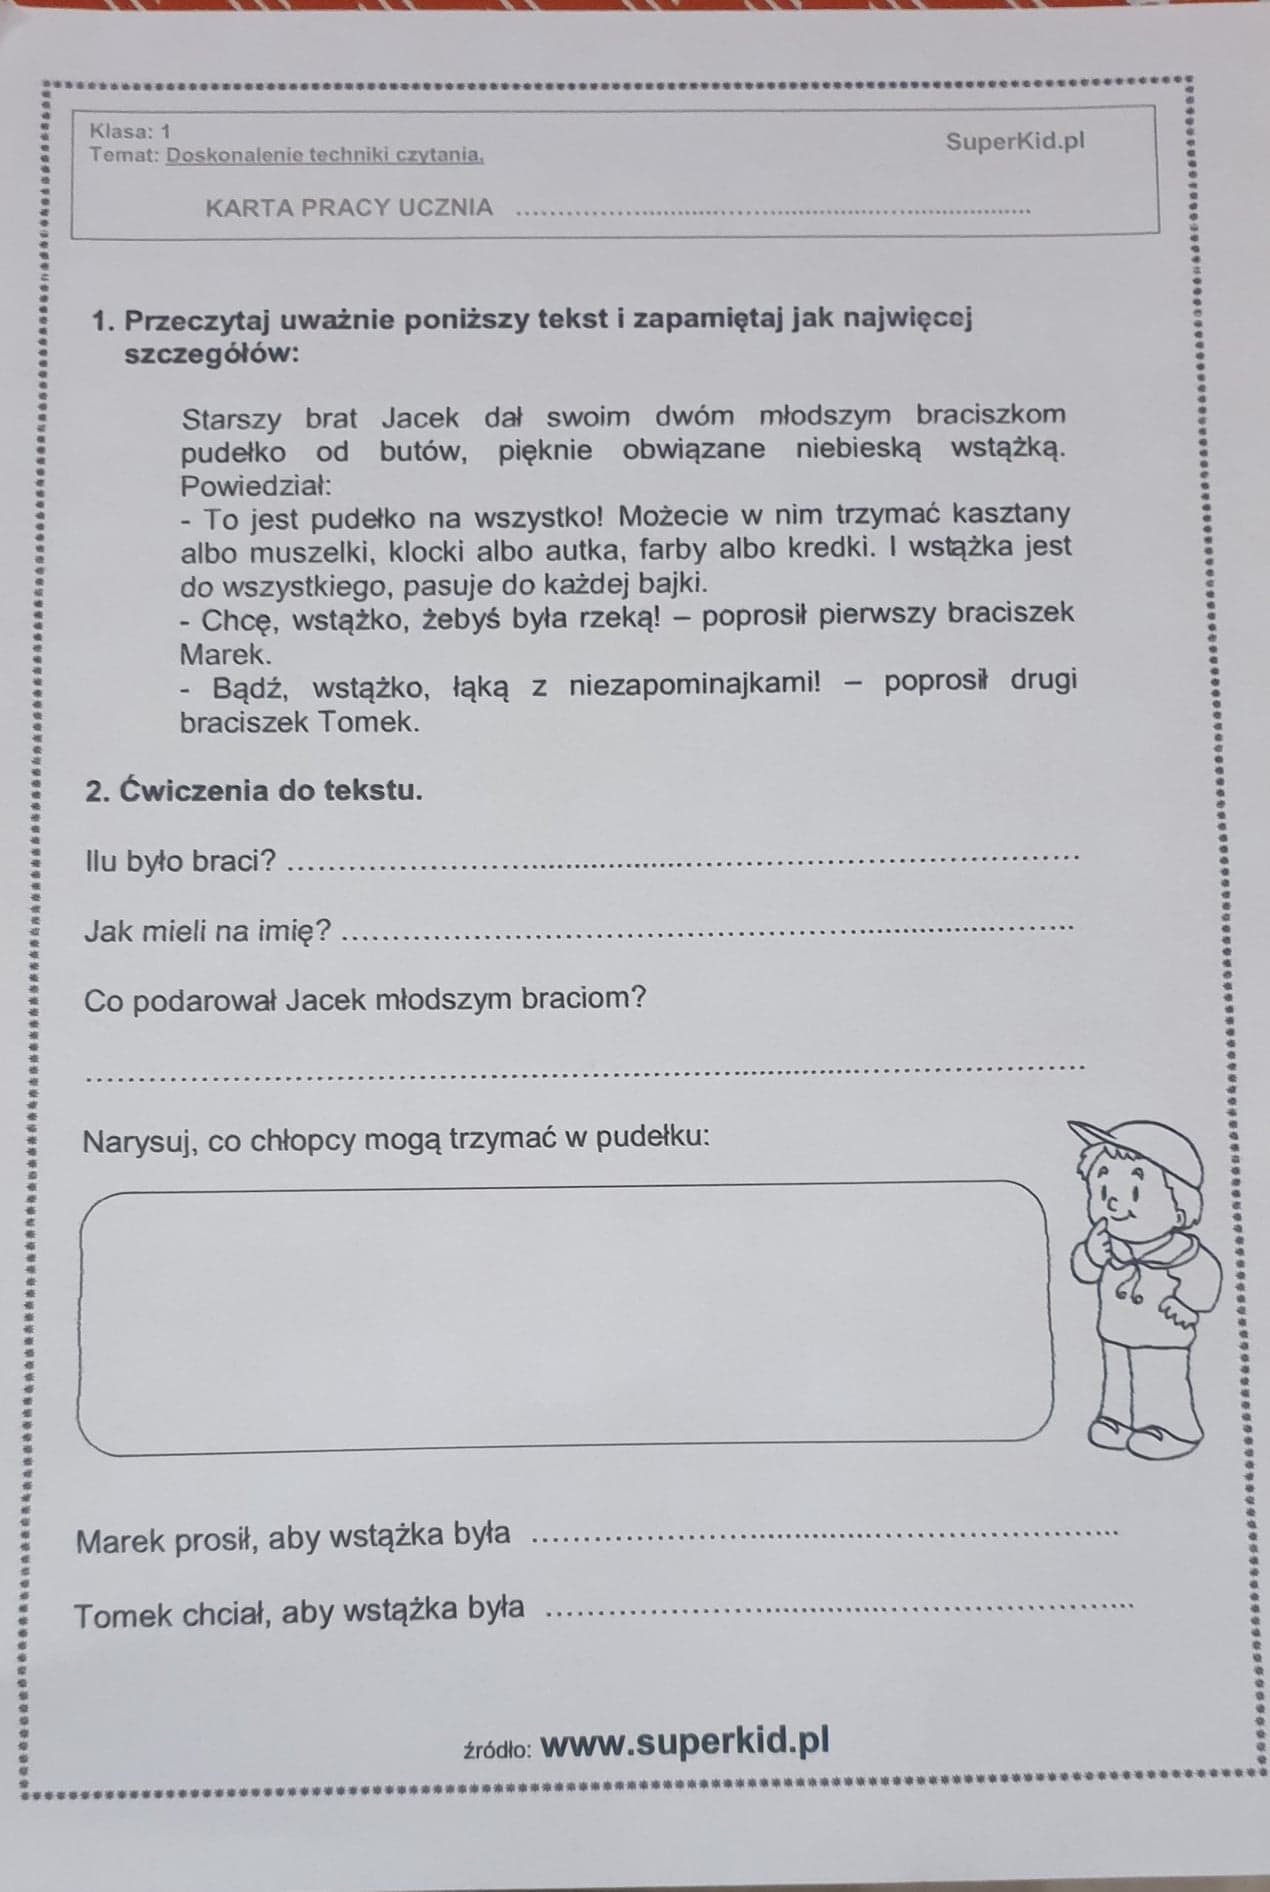 Klasa: 1
SuperKid.pl
Temat: Doskonalenie techniki czytania.
KARTA PRACY UCZNIA ........................................................................
1. Przeczytaj uważnie poniższy tekst i zapamiętaj jak najwięcej
szczegółów:
Starszy brat Jacek dał swoim dwóm młodszym braciszkom
pudełko od butów, pięknie obwiązane niebieską wstążką.
Powiedział:
- To jest pudełko na wszystko! Możecie w nim trzymać kasztany
albo muszelki, klocki albo autka, farby albo kredki. I wstążka jest
do wszystkiego, pasuje do każdej bajki.
- Chcę, wstążko, żebyś była rzeką! – poprosił pierwszy braciszek
Marek.
- Bądź, wstążko, łąką z niezapominajkami! – poprosił drugi
braciszek Tomek.
2. Ćwiczenia do tekstu.
Ilu było braci? ........................................................................
Jak mieli na imię? ........................................................................
Co podarował Jacek młodszym braciom?
........................................................................
Narysuj, co chłopcy mogą trzymać w pudełku:
Marek prosił, aby wstążka była ........................................................................
Tomek chciał, aby wstążka była ........................................................................
źródło: www.superkid.pl